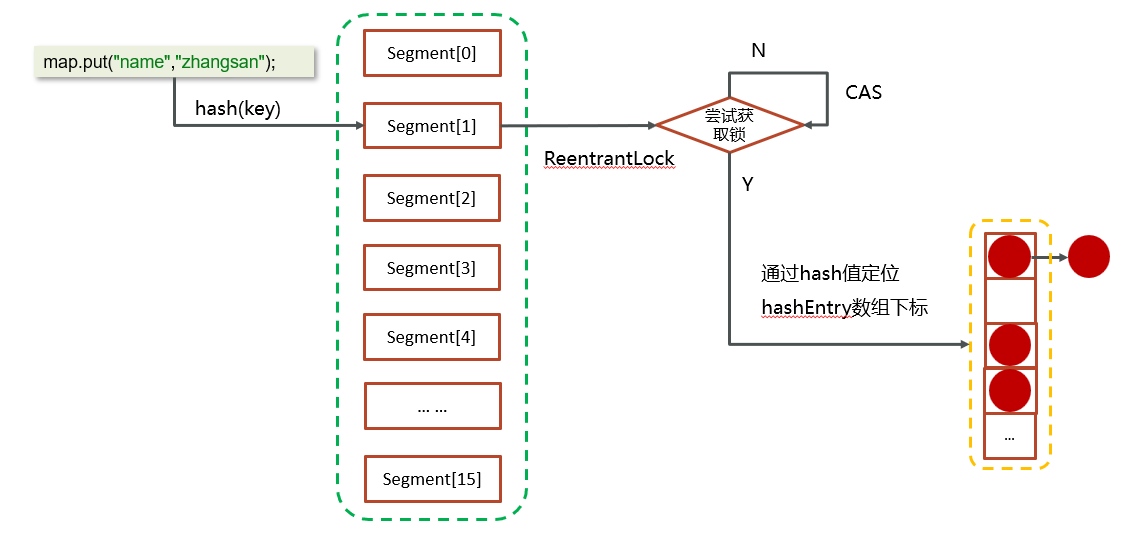 map.put("name","zhangsan");
hash(key)
Segment[0]
Segment[1]
Segment[2]
Segment[3]
Segment[4]
... ...
Segment[15]
ReentrantLock
尝试获
取锁
N
CAS
Y
通过hash值定位
hashEntry数组下标
...